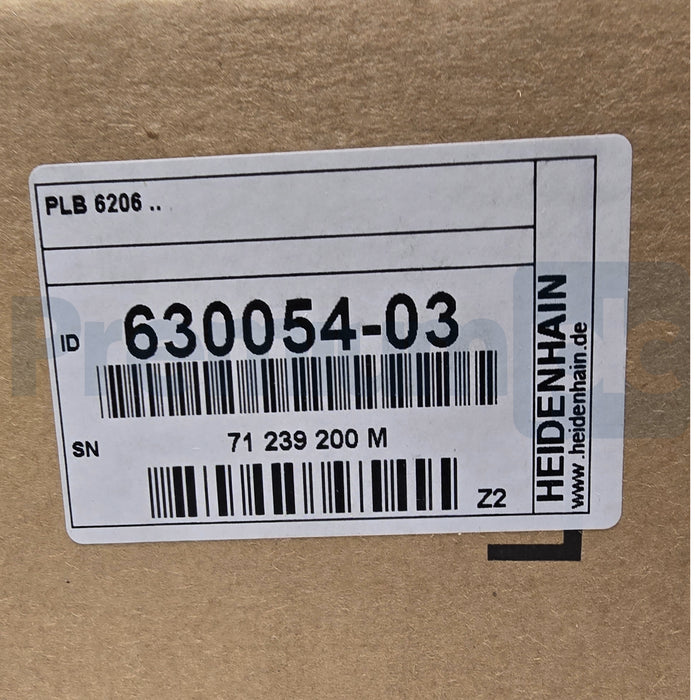 PLB 6206 ..
ID 630054-03
SN 71 239 200 M
Z2
HEIDENHAIN
www.heidenhain.de